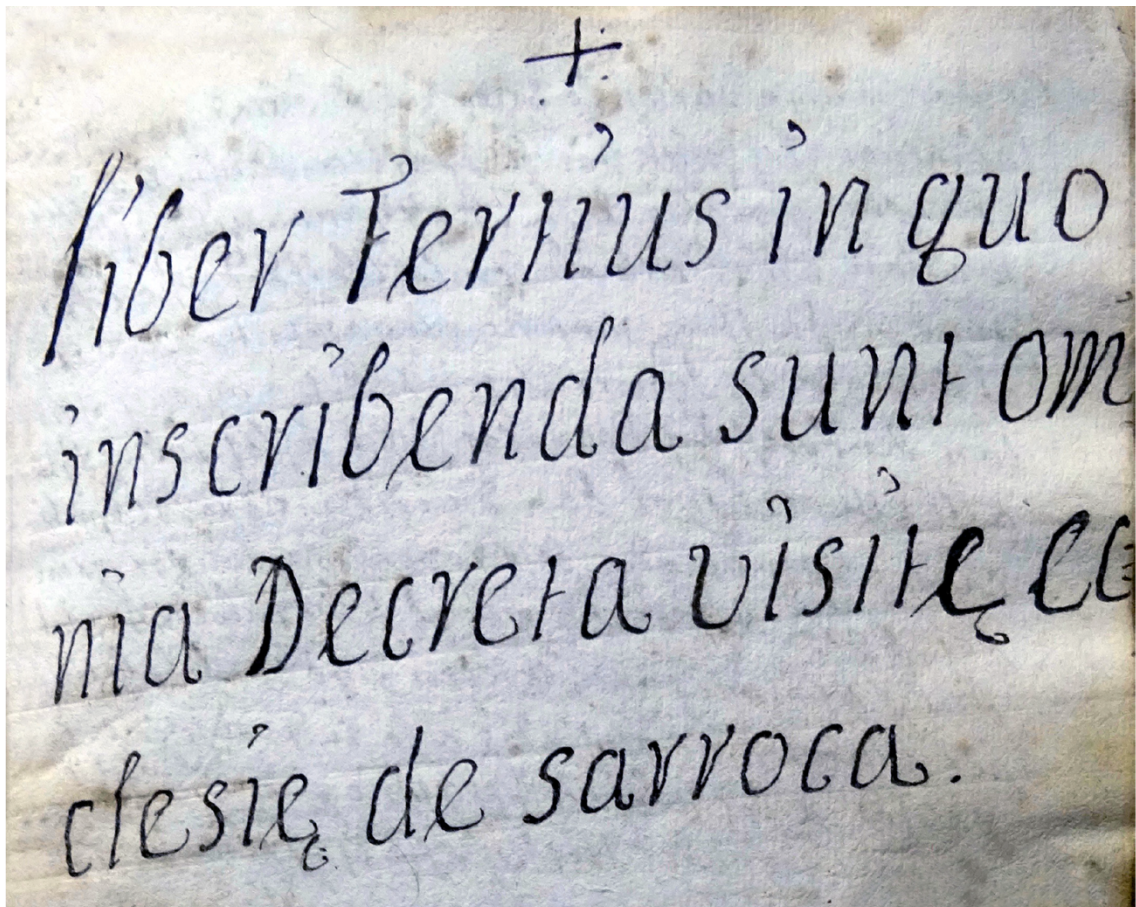 +
liber Tertius in quo
inscribenda sunt om
nia Decreta visitę ec=
clesię de sarroca.